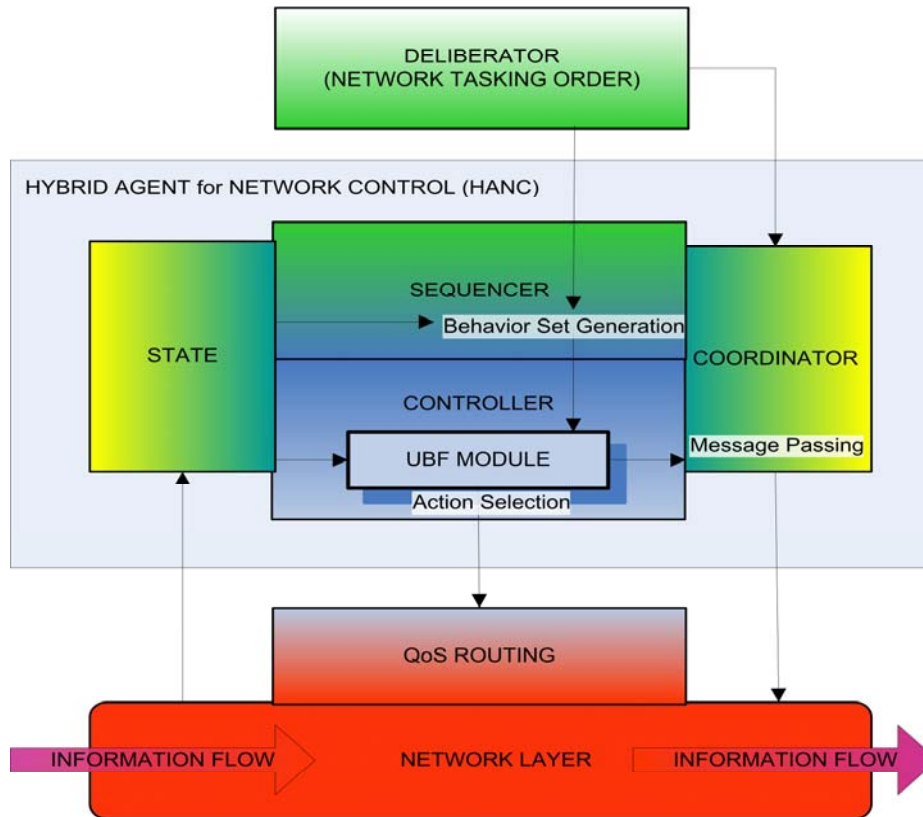 DELIBERATOR
(NETWORK TASKING ORDER)
HYBRID AGENT for NETWORK CONTROL (HANC)
SEQUENCER
Behavior Set Generation
STATE
COORDINATOR
CONTROLLER
Message Passing
UBF MODULE
Action Selection
QoS ROUTING
INFORMATION FLOW
NETWORK LAYER
INFORMATION FLOW